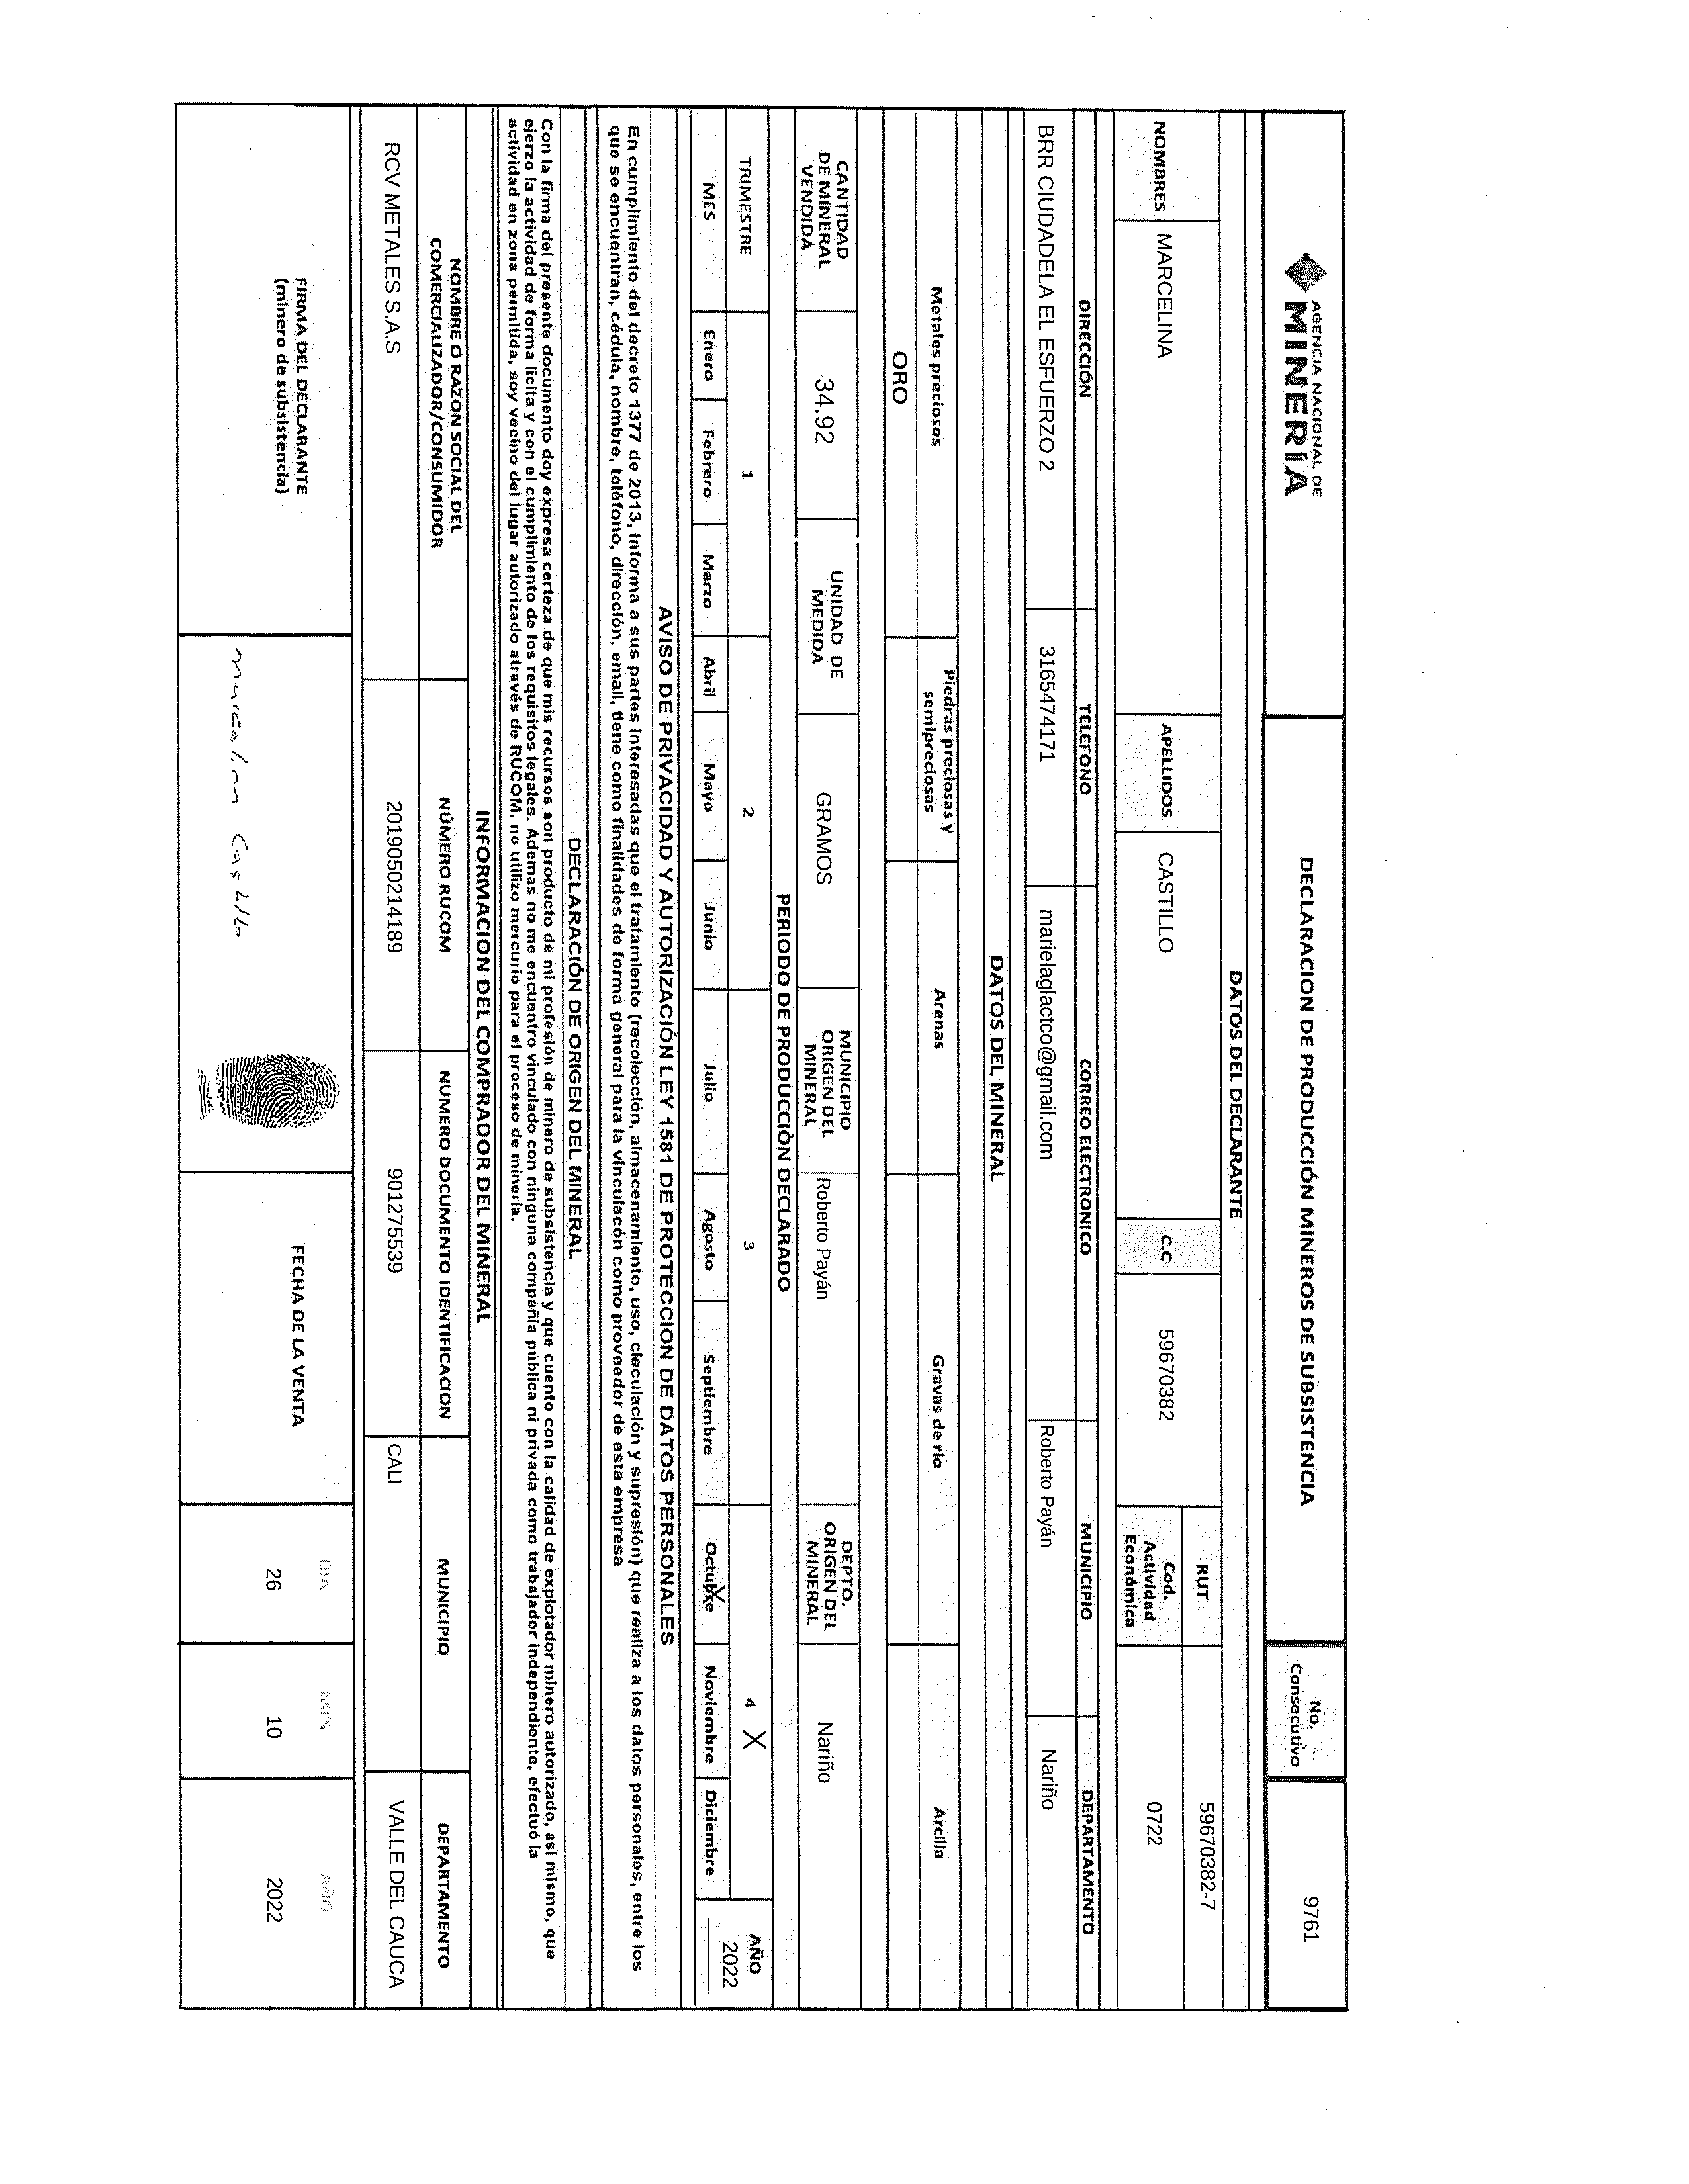 AGENCIA NACIONAL DE
MINERÍA
DECLARACION DE PRODUCCIÓN MINEROS DE SUBSISTENCIA
No. Consecutivo
9761
DATOS DEL DECLARANTE
NOMBRES
MARCELINA
APELLIDOS
CASTILLO
C.C
59670382
RUT
59670382-7
Cod.
Actividad
Económica
0722
DIRECCIÓN
TELEFONO
CORREO ELECTRONICO
MUNICIPIO
DEPARTAMENTO
BRR CIUDADELA EL ESFUERZO 2
3165474171
marielaglactco@gmail.com
Roberto Payán
Nariño
DATOS DEL MINERAL
Metales preciosos
Piedras preciosas y
semipreciosas
Arenas
Gravas de río
Arcilla
ORO
CANTIDAD
DE MINERAL
VENDIDA
34.92
UNIDAD DE
MEDIDA
GRAMOS
MUNICIPIO
ORIGEN DEL
MINERAL
Roberto Payán
DEPTO.
ORIGEN DEL
MINERAL
Nariño
PERIODO DE PRODUCCIÓN DECLARADO
TRIMESTRE
1
2
3
4 X
AÑO
2022
MES
Enero
Febrero
Marzo
Abril
Mayo
Junio
Julio
Agosto
Septiembre
Octubre X
Noviembre
Diciembre
AVISO DE PRIVACIDAD Y AUTORIZACIÓN LEY 1581 DE PROTECCION DE DATOS PERSONALES
En cumplimiento del decreto 1377 de 2013, Informa a sus partes Interesadas que el tratamiento (recolección, almacenamiento, uso, cieculación y supresión) que realiza a los datos personales, entre los
que se encuentran, cédula, nombre, teléfono, dirección, email, tiene como finalidades de forma general para la vinculacón como proveedor de esta empresa
DECLARACIÓN DE ORIGEN DEL MINERAL
Con la firma del presente documento doy expresa certeza de que mis recursos son producto de mi profesión de minero de subsistencia y que cuento con la calidad de explotador minero autorizado, así mismo, que
ejerzo la actividad de forma lícita y con el cumplimiento de los requisitos legales. Ademas no me encuentro vinculado con ninguna compañia pública ni privada como trabajador independiente, efectuó la
actividad en zona permitida, soy vecino del lugar autorizado através de RUCOM, no utilizo mercurio para el proceso de minería.
INFORMACION DEL COMPRADOR DEL MINERAL
NOMBRE O RAZON SOCIAL DEL
COMERCIALIZADOR/CONSUMIDOR
NÚMERO RUCOM
NUMERO DOCUMENTO IDENTIFICACION
MUNICIPIO
DEPARTAMENTO
RCV METALES S.A.S
2019050214189
901275539
CALI
VALLE DEL CAUCA
FIRMA DEL DECLARANTE
(minero de subsistencia)
marcelina Castillo
FECHA DE LA VENTA
DIA
MES
AÑO
26
10
2022